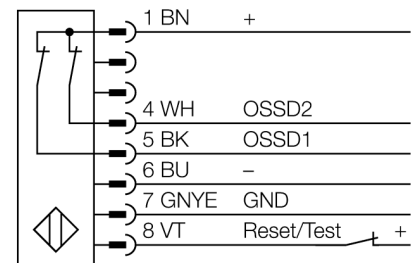 1 BN +
4 WH OSSD2
5 BK OSSD1
6 BU –
7 GNYE GND
8 VT Reset/Test +